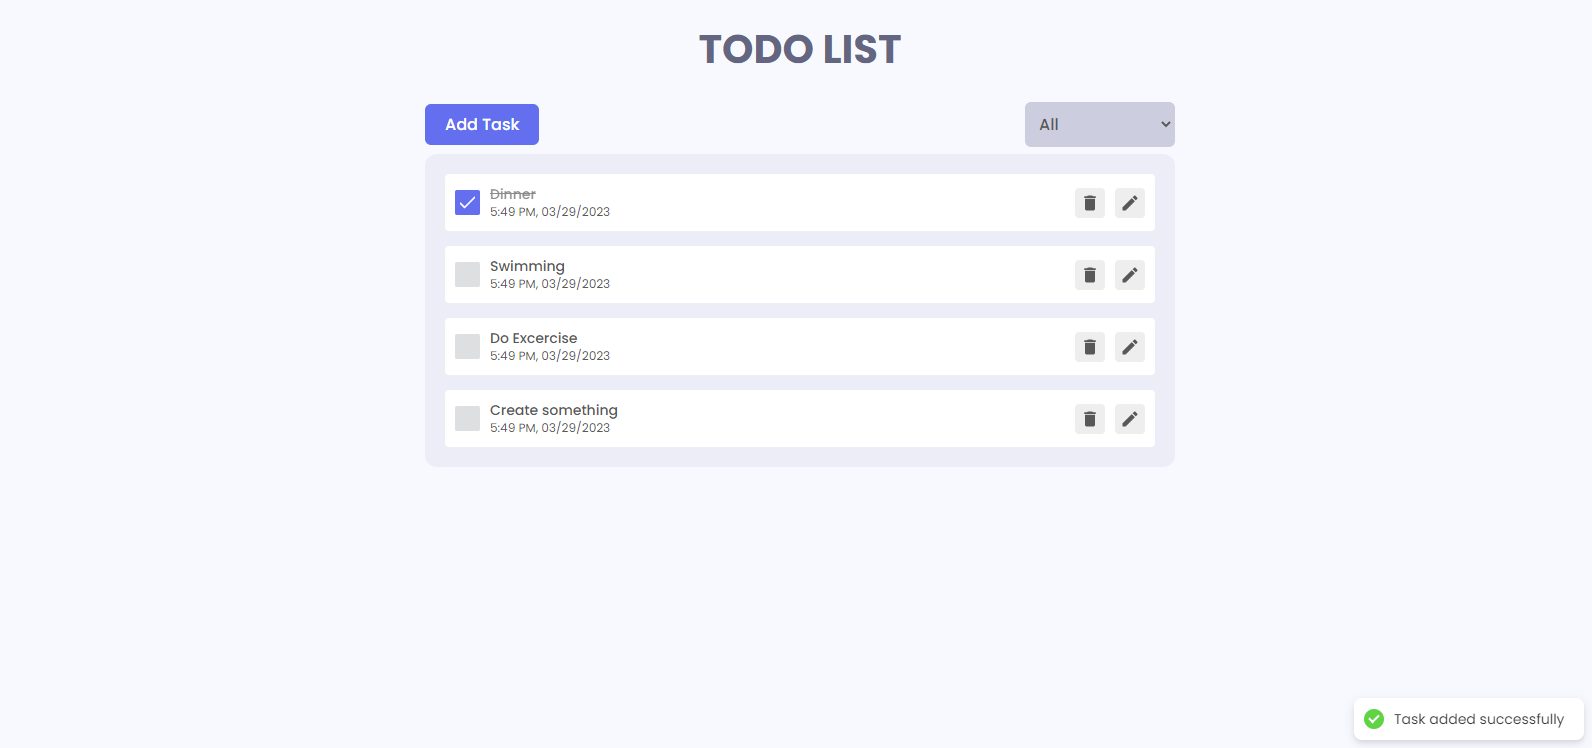 TODO LIST
Add Task
All
Dinner
5:49 PM, 03/29/2023
Swimming
5:49 PM, 03/29/2023
Do Excercise
5:49 PM, 03/29/2023
Create something
5:49 PM, 03/29/2023
Task added successfully